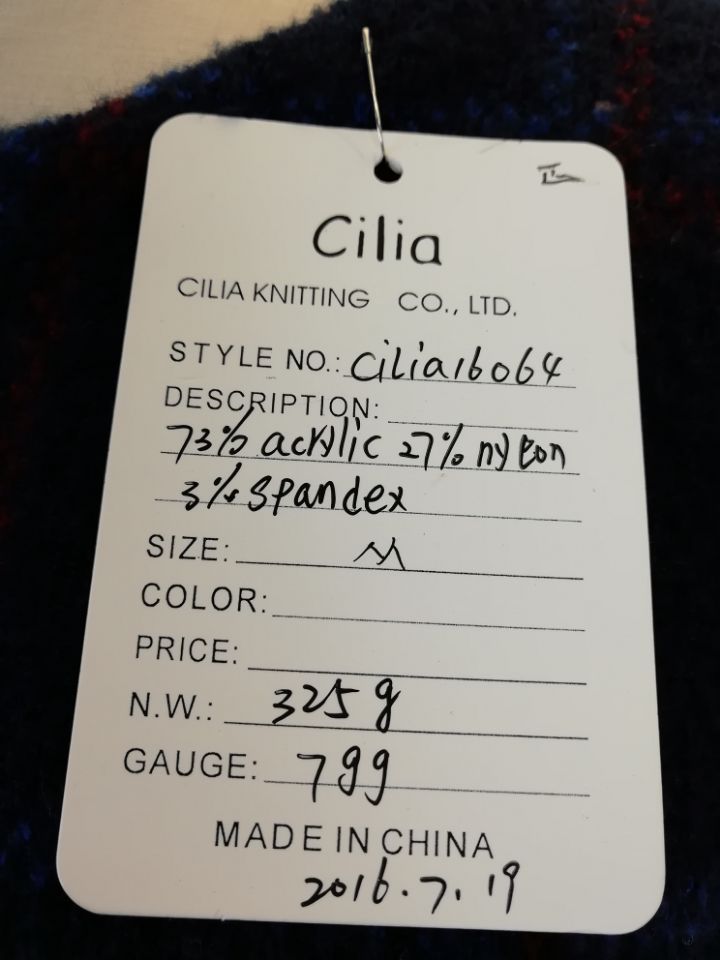 正
Cilia
CILIA KNITTING CO., LTD.
STYLE NO.: Cilia16064
DESCRIPTION:
73% acrylic 27% nylon
3% spandex
SIZE: M
COLOR:
PRICE:
N.W.: 325g
GAUGE: 7gg
MADE IN CHINA
2016.7.19